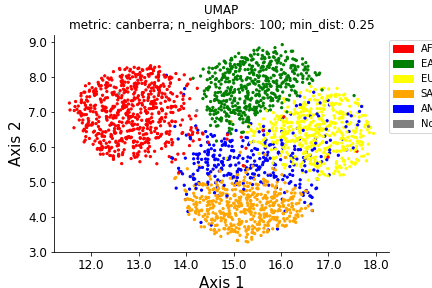 UMAP
metric: canberra; n_neighbors: 100; min_dist: 0.25
9.0
8.0
7.0
6.0
5.0
4.0
3.0
Axis 2
12.0 13.0 14.0 15.0 16.0 17.0 18.0
Axis 1
AF
EA
EU
SA
AM
No